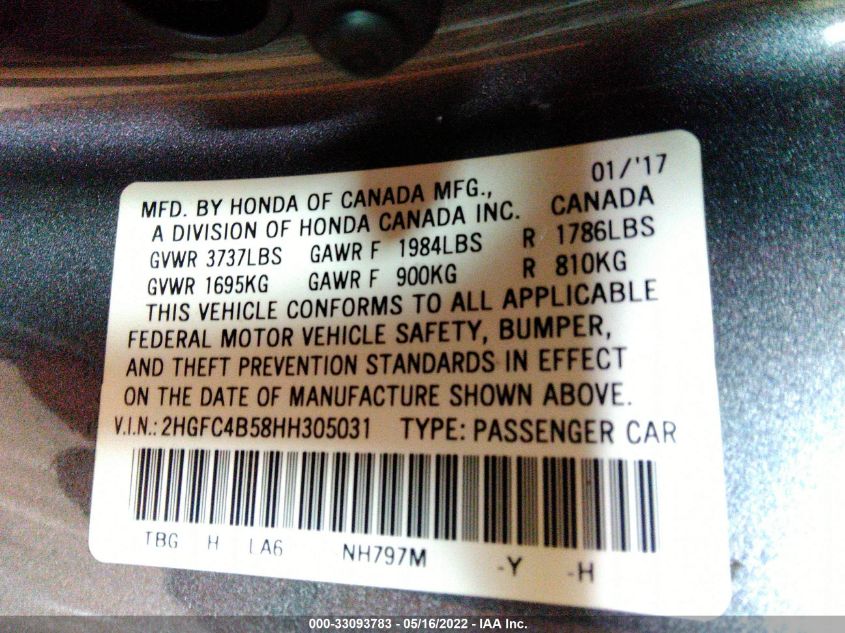 01/'17
MFD. BY HONDA OF CANADA MFG.,
A DIVISION OF HONDA CANADA INC. CANADA
GVWR 3737LBS GAWR F 1984LBS R 1786LBS
GVWR 1695KG GAWR F 900KG R 810KG
THIS VEHICLE CONFORMS TO ALL APPLICABLE
FEDERAL MOTOR VEHICLE SAFETY, BUMPER,
AND THEFT PREVENTION STANDARDS IN EFFECT
ON THE DATE OF MANUFACTURE SHOWN ABOVE.
V.I.N.: 2HGFC4B58HH305031 TYPE: PASSENGER CAR
TBG H LA6 NH797M -Y -H
000-33093783 - 05/16/2022 - IAA Inc.